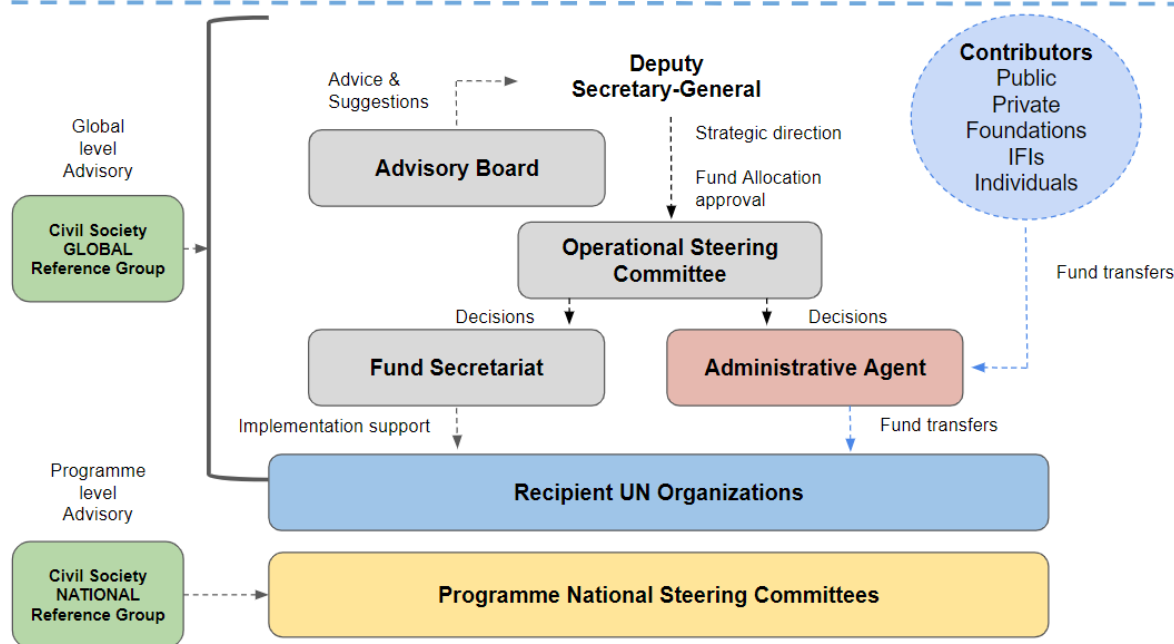 Contributors
Public
Private
Foundations
IFIs
Individuals
Deputy
Secretary-General
Advice &
Suggestions
Global
level
Advisory
Strategic direction
Advisory Board
Fund Allocation
approval
Civil Society
GLOBAL
Reference Group
Operational Steering
Committee
Fund transfers
Decisions
Decisions
Fund Secretariat
Administrative Agent
Implementation support
Fund transfers
Programme
level
Advisory
Recipient UN Organizations
Civil Society
NATIONAL
Reference Group
Programme National Steering Committees